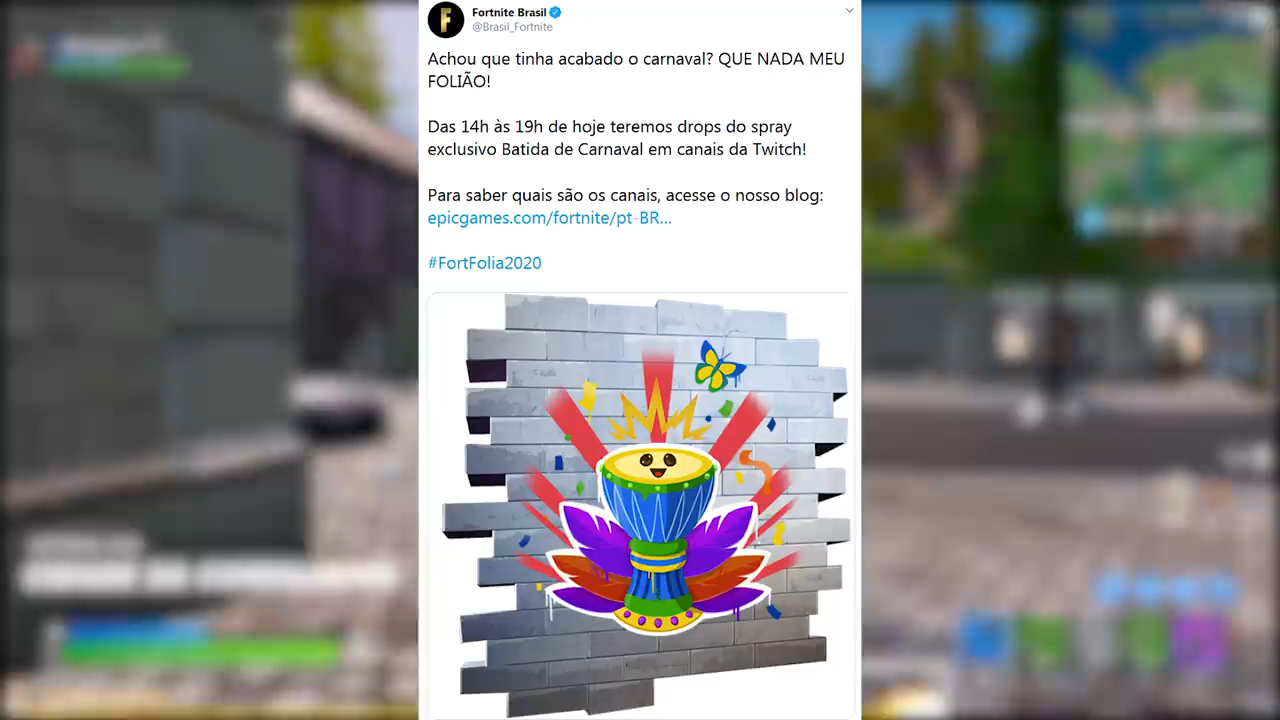 Fortnite Brasil
@Brasil_Fortnite
Achou que tinha acabado o carnaval? QUE NADA MEU
FOLIÃO!
Das 14h às 19h de hoje teremos drops do spray
exclusivo Batida de Carnaval em canais da Twitch!
Para saber quais são os canais, acesse o nosso blog:
epicgames.com/fortnite/pt-BR...
#FortFolia2020